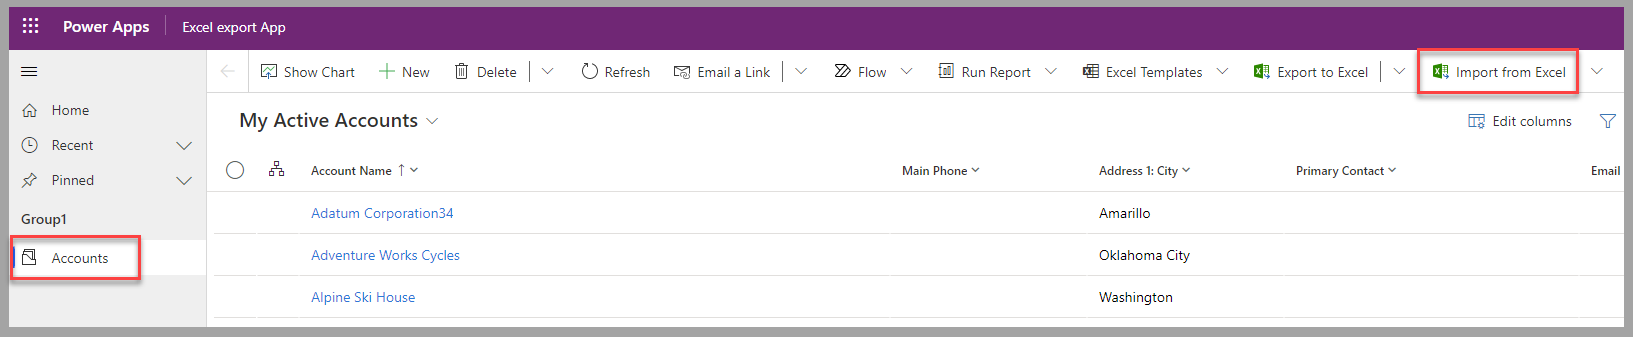 Power Apps Excel export App
Show Chart New Delete Refresh Email a Link Flow Run Report Excel Templates Export to Excel Import from Excel
Home
Recent
Pinned
Group1
Accounts
My Active Accounts
Edit columns
Account Name Main Phone Address 1: City Primary Contact Email
Adatum Corporation34 Amarillo
Adventure Works Cycles Oklahoma City
Alpine Ski House Washington